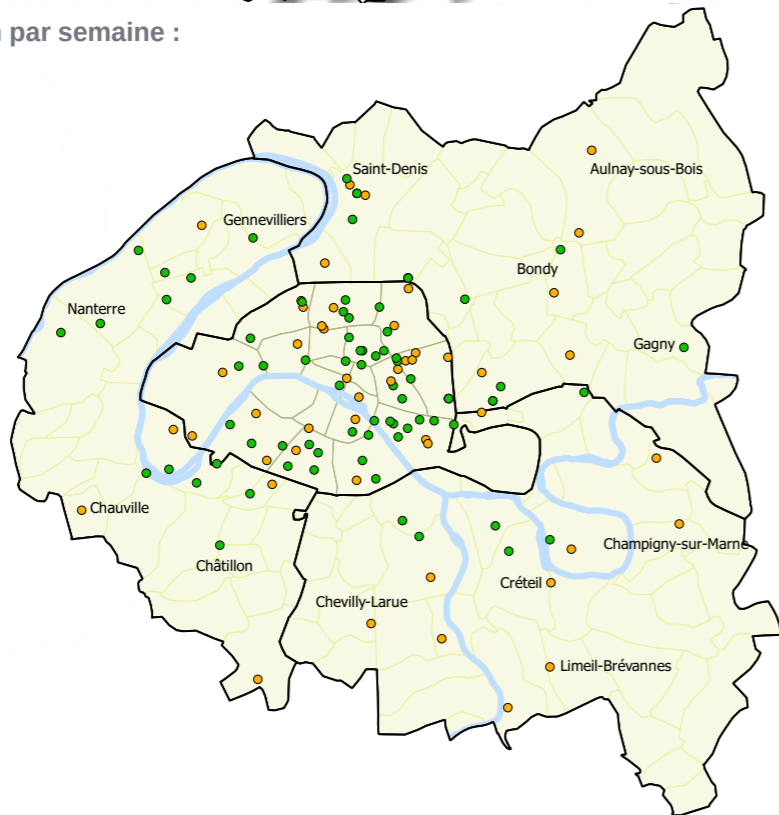 par semaine :
Saint-Denis
Aulnay-sous-Bois
Gennevilliers
Bondy
Nanterre
Gagny
Chauville
Champigny-sur-Marne
Châtillon
Créteil
Chevilly-Larue
Limeil-Brévannes